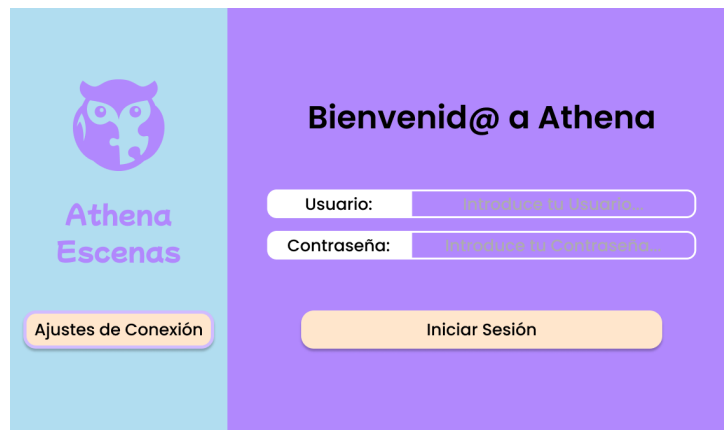 Athena
Escenas
Ajustes de Conexión
Bienvenid@ a Athena
Usuario:
Introduce tu Usuario...
Contraseña:
Introduce tu Contraseña...
Iniciar Sesión